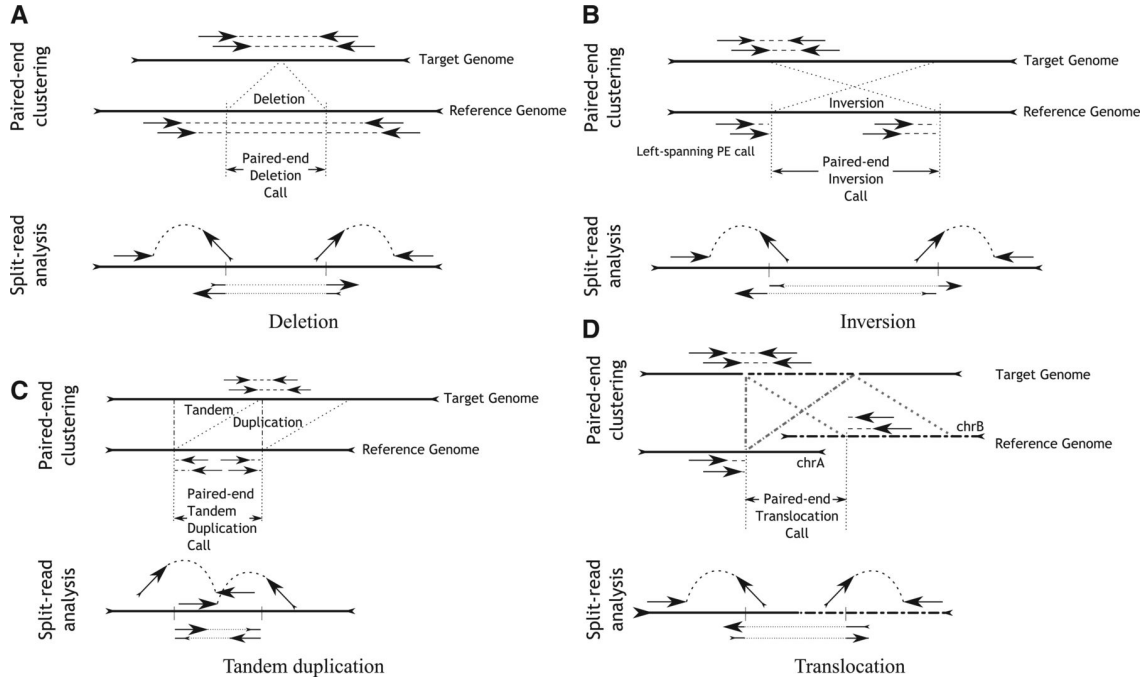 A
Paired-end
clustering
Target Genome
Deletion
Reference Genome
Paired-end
Deletion
Call
Split-read
analysis
Deletion
B
Paired-end
clustering
Target Genome
Inversion
Reference Genome
Left-spanning PE call
Paired-end
Inversion
Call
Split-read
analysis
Inversion
C
Paired-end
clustering
Target Genome
Tandem
Duplication
Reference Genome
Paired-end
Tandem
Duplication
Call
Split-read
analysis
Tandem duplication
D
Paired-end
clustering
Target Genome
chrB
Reference Genome
chrA
Paired-end
Translocation
Call
Split-read
analysis
Translocation